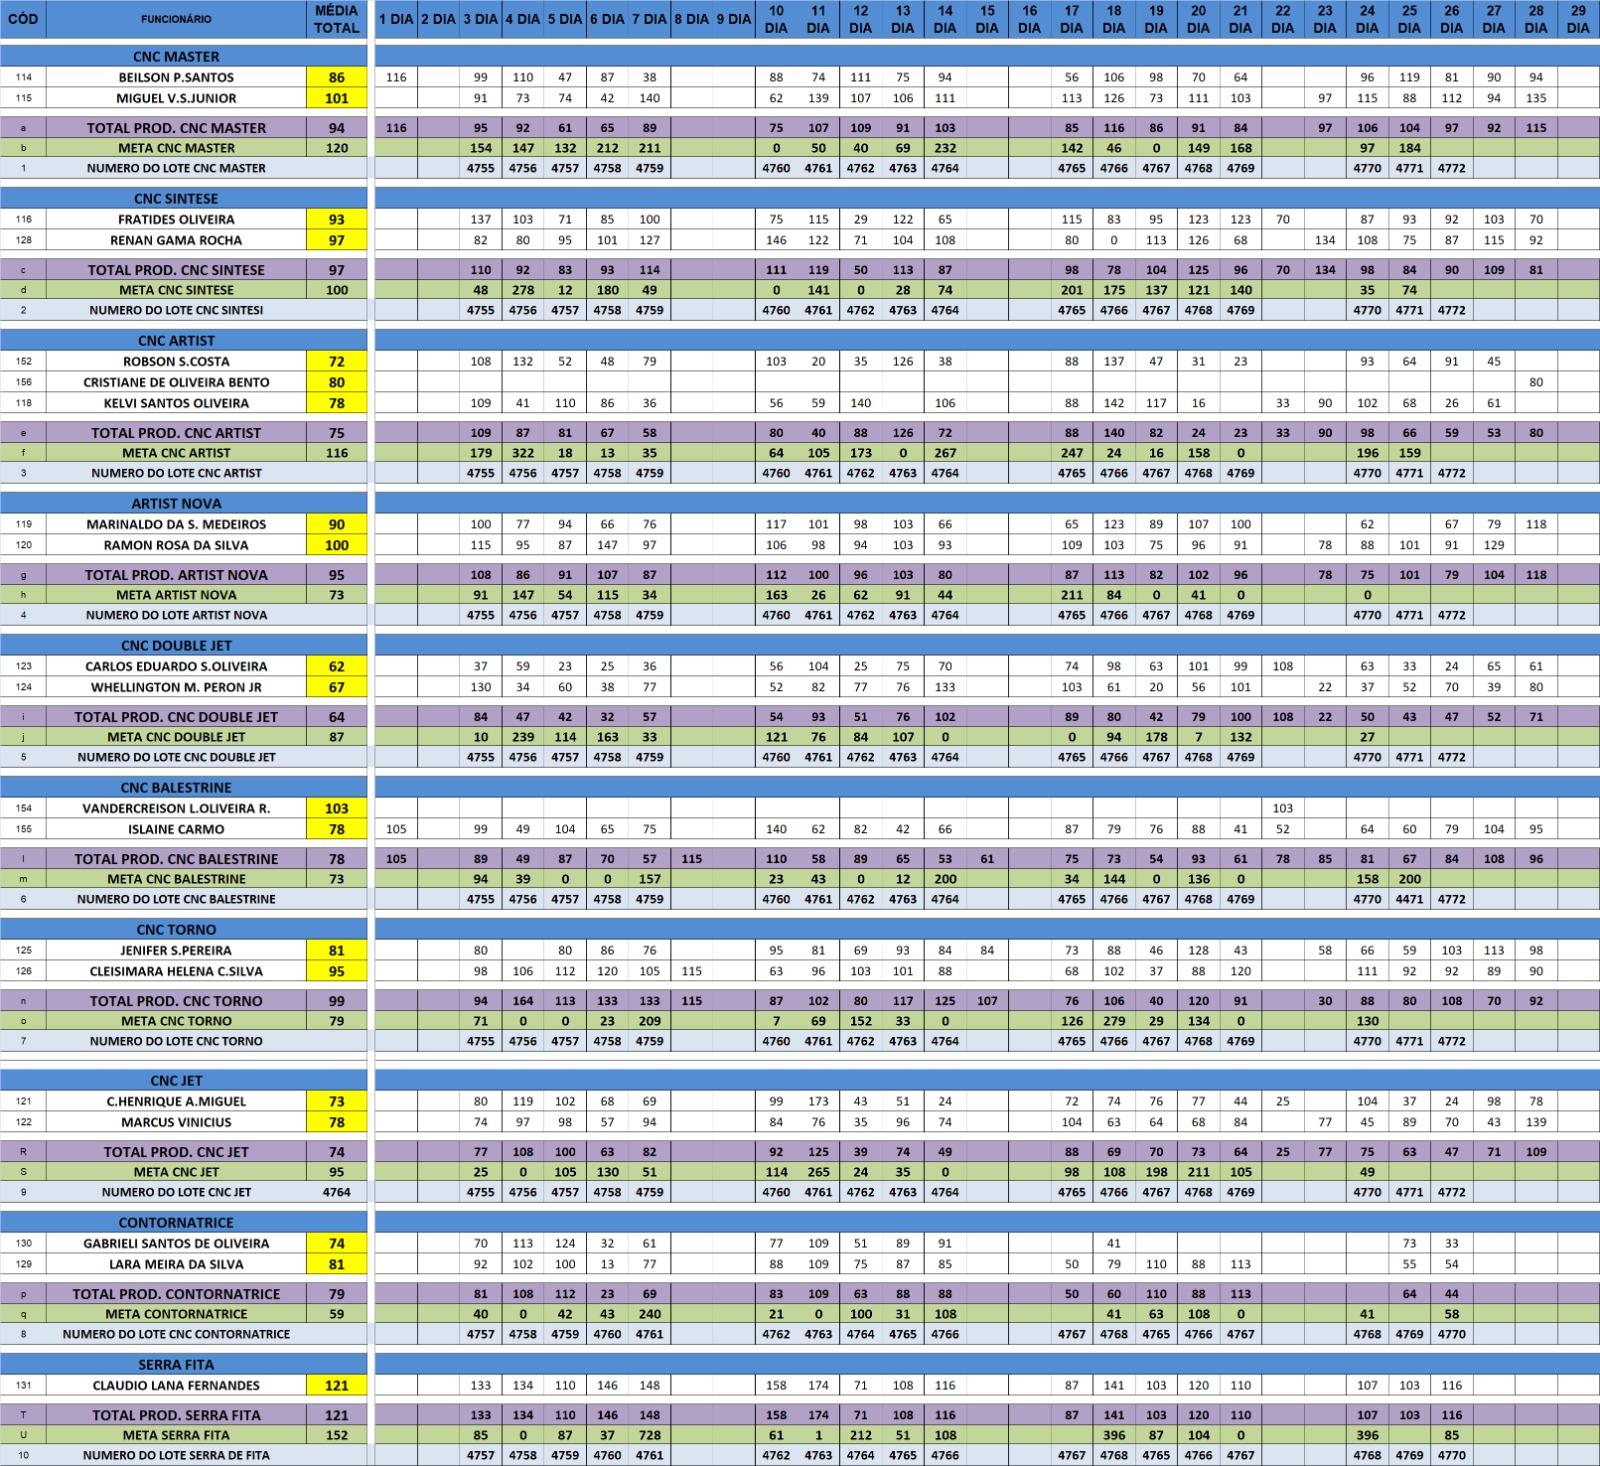 CÓD FUNCIONÁRIO MÉDIA TOTAL 1 DIA 2 DIA 3 DIA 4 DIA 5 DIA 6 DIA 7 DIA 8 DIA 9 DIA 10 DIA 11 DIA 12 DIA 13 DIA 14 DIA 15 DIA 16 DIA 17 DIA 18 DIA 19 DIA 20 DIA 21 DIA 22 DIA 23 DIA 24 DIA 25 DIA 26 DIA 27 DIA 28 DIA 29 DIA
CNC MASTER
114 BEILSON P.SANTOS 86 116 99 110 47 87 38 88 74 111 75 94 56 106 98 70 64 96 119 81 90 94
115 MIGUEL V.S.JUNIOR 101 91 73 74 42 140 62 139 107 106 111 113 126 73 111 103 97 115 88 112 94 135
a TOTAL PROD. CNC MASTER 94 116 95 92 61 65 89 75 107 109 91 103 85 116 86 91 84 97 106 104 97 92 115
b META CNC MASTER 120 154 147 132 212 211 0 50 40 69 232 142 46 0 149 168 97 184
1 NUMERO DO LOTE CNC MASTER 4755 4756 4757 4758 4759 4760 4761 4762 4763 4764 4765 4766 4767 4768 4769 4770 4771 4772
CNC SINTESE
116 FRATIDES OLIVEIRA 93 137 103 71 85 100 75 115 29 122 65 115 83 95 123 123 70 87 93 92 103 70
128 RENAN GAMA ROCHA 97 82 80 95 101 127 146 122 71 104 108 80 0 113 126 68 134 108 75 87 115 92
c TOTAL PROD. CNC SINTESE 97 110 92 83 93 114 111 119 50 113 87 98 78 104 125 96 70 134 98 84 90 109 81
d META CNC SINTESE 100 48 278 12 180 49 0 141 0 28 74 201 175 137 121 140 35 74
2 NUMERO DO LOTE CNC SINTESI 4755 4756 4757 4758 4759 4760 4761 4762 4763 4764 4765 4766 4767 4768 4769 4770 4771 4772
CNC ARTIST
152 ROBSON S.COSTA 72 108 132 52 48 79 103 20 35 126 38 88 137 47 31 23 93 64 91 45
156 CRISTIANE DE OLIVEIRA BENTO 80 80
118 KELVI SANTOS OLIVEIRA 78 109 41 110 86 36 56 59 140 106 88 142 117 16 33 90 102 68 26 61
e TOTAL PROD. CNC ARTIST 75 109 87 81 67 58 80 40 88 126 72 88 140 82 24 23 33 90 98 66 59 53 80
f META CNC ARTIST 116 179 322 18 13 35 64 105 173 0 267 247 24 16 158 0 196 159
3 NUMERO DO LOTE CNC ARTIST 4755 4756 4757 4758 4759 4760 4761 4762 4763 4764 4765 4766 4767 4768 4769 4770 4771 4772
ARTIST NOVA
119 MARINALDO DA S. MEDEIROS 90 100 77 94 66 76 117 101 98 103 66 65 123 89 107 100 62 67 79 118
120 RAMON ROSA DA SILVA 100 115 95 87 147 97 106 98 94 103 93 109 103 75 96 91 78 88 101 91 129
g TOTAL PROD. ARTIST NOVA 95 108 86 91 107 87 112 100 96 103 80 87 113 82 102 96 78 75 101 79 104 118
h META ARTIST NOVA 73 91 147 54 115 34 163 26 62 91 44 211 84 0 41 0 0
4 NUMERO DO LOTE ARTIST NOVA 4755 4756 4757 4758 4759 4760 4761 4762 4763 4764 4765 4766 4767 4768 4769 4770 4771 4772
CNC DOUBLE JET
123 CARLOS EDUARDO S.OLIVEIRA 62 37 59 23 25 36 56 104 25 75 70 74 98 63 101 99 108 63 33 24 65 61
124 WHELLINGTON M. PERON JR 67 130 34 60 38 77 52 82 77 76 133 103 61 20 56 101 22 37 52 70 39 80
i TOTAL PROD. CNC DOUBLE JET 64 84 47 42 32 57 54 93 51 76 102 89 80 42 79 100 108 22 50 43 47 52 71
j META CNC DOUBLE JET 87 10 239 114 163 33 121 76 84 107 0 0 94 178 7 132 27
5 NUMERO DO LOTE CNC DOUBLE JET 4755 4756 4757 4758 4759 4760 4761 4762 4763 4764 4765 4766 4767 4768 4769 4770 4771 4772
CNC BALESTRINE
154 VANDERCREISON L.OLIVEIRA R. 103 103
155 ISLAINE CARMO 78 105 99 49 104 65 75 140 62 82 42 66 87 79 76 88 41 52 64 60 79 104 95
l TOTAL PROD. CNC BALESTRINE 78 105 89 49 87 70 57 115 110 58 89 65 53 61 75 73 54 93 61 78 85 81 67 84 108 96
m META CNC BALESTRINE 73 94 39 0 0 157 23 43 0 12 200 34 144 0 136 0 158 200
6 NUMERO DO LOTE CNC BALESTRINE 4755 4756 4757 4758 4759 4760 4761 4762 4763 4764 4765 4766 4767 4768 4769 4770 4471 4772
CNC TORNO
125 JENIFER S.PEREIRA 81 80 80 86 76 95 81 69 93 84 84 73 88 46 128 43 58 66 59 103 113 98
126 CLEISIMARA HELENA C.SILVA 95 98 106 112 120 105 115 63 96 103 101 88 68 102 37 88 120 111 92 92 89 90
n TOTAL PROD. CNC TORNO 99 94 164 113 133 133 115 87 102 80 117 125 107 76 106 40 120 91 30 88 80 108 70 92
o META CNC TORNO 79 71 0 0 23 209 7 69 152 33 0 126 279 29 134 0 130
7 NUMERO DO LOTE CNC TORNO 4755 4756 4757 4758 4759 4760 4761 4762 4763 4764 4765 4766 4767 4768 4769 4770 4771 4772
CNC JET
121 C.HENRIQUE A.MIGUEL 73 80 119 102 68 69 99 173 43 51 24 72 74 76 77 44 25 104 37 24 98 78
122 MARCUS VINICIUS 78 74 97 98 57 94 84 76 35 96 74 104 63 64 68 84 77 45 89 70 43 139
R TOTAL PROD. CNC JET 74 77 108 100 63 82 92 125 39 74 49 88 69 70 73 64 25 77 75 63 47 71 109
S META CNC JET 95 25 0 105 130 51 114 265 24 35 0 98 108 198 211 105 49
9 NUMERO DO LOTE CNC JET 4764 4755 4756 4757 4758 4759 4760 4761 4762 4763 4764 4765 4766 4767 4768 4769 4770 4771 4772
CONTORNATRICE
130 GABRIELI SANTOS DE OLIVEIRA 74 70 113 124 32 61 77 109 51 89 91 41 73 33
129 LARA MEIRA DA SILVA 81 92 102 100 13 77 88 109 75 87 85 50 79 110 88 113 55 54
p TOTAL PROD. CONTORNATRICE 79 81 108 112 23 69 83 109 63 88 88 50 60 110 88 113 64 44
q META CONTORNATRICE 59 40 0 42 43 240 21 0 100 31 108 41 63 108 0 41 58
8 NUMERO DO LOTE CNC CONTORNATRICE 4757 4758 4759 4760 4761 4762 4763 4764 4765 4766 4767 4768 4765 4766 4767 4768 4769 4770
SERRA FITA
131 CLAUDIO LANA FERNANDES 121 133 134 110 146 148 158 174 71 108 116 87 141 103 120 110 107 103 116
T TOTAL PROD. SERRA FITA 121 133 134 110 146 148 158 174 71 108 116 87 141 103 120 110 107 103 116
U META SERRA FITA 152 85 0 87 37 728 61 1 212 51 108 396 87 104 0 396 85
10 NUMERO DO LOTE SERRA DE FITA 4757 4758 4759 4760 4761 4762 4763 4764 4765 4766 4767 4768 4765 4766 4767 4768 4769 4770